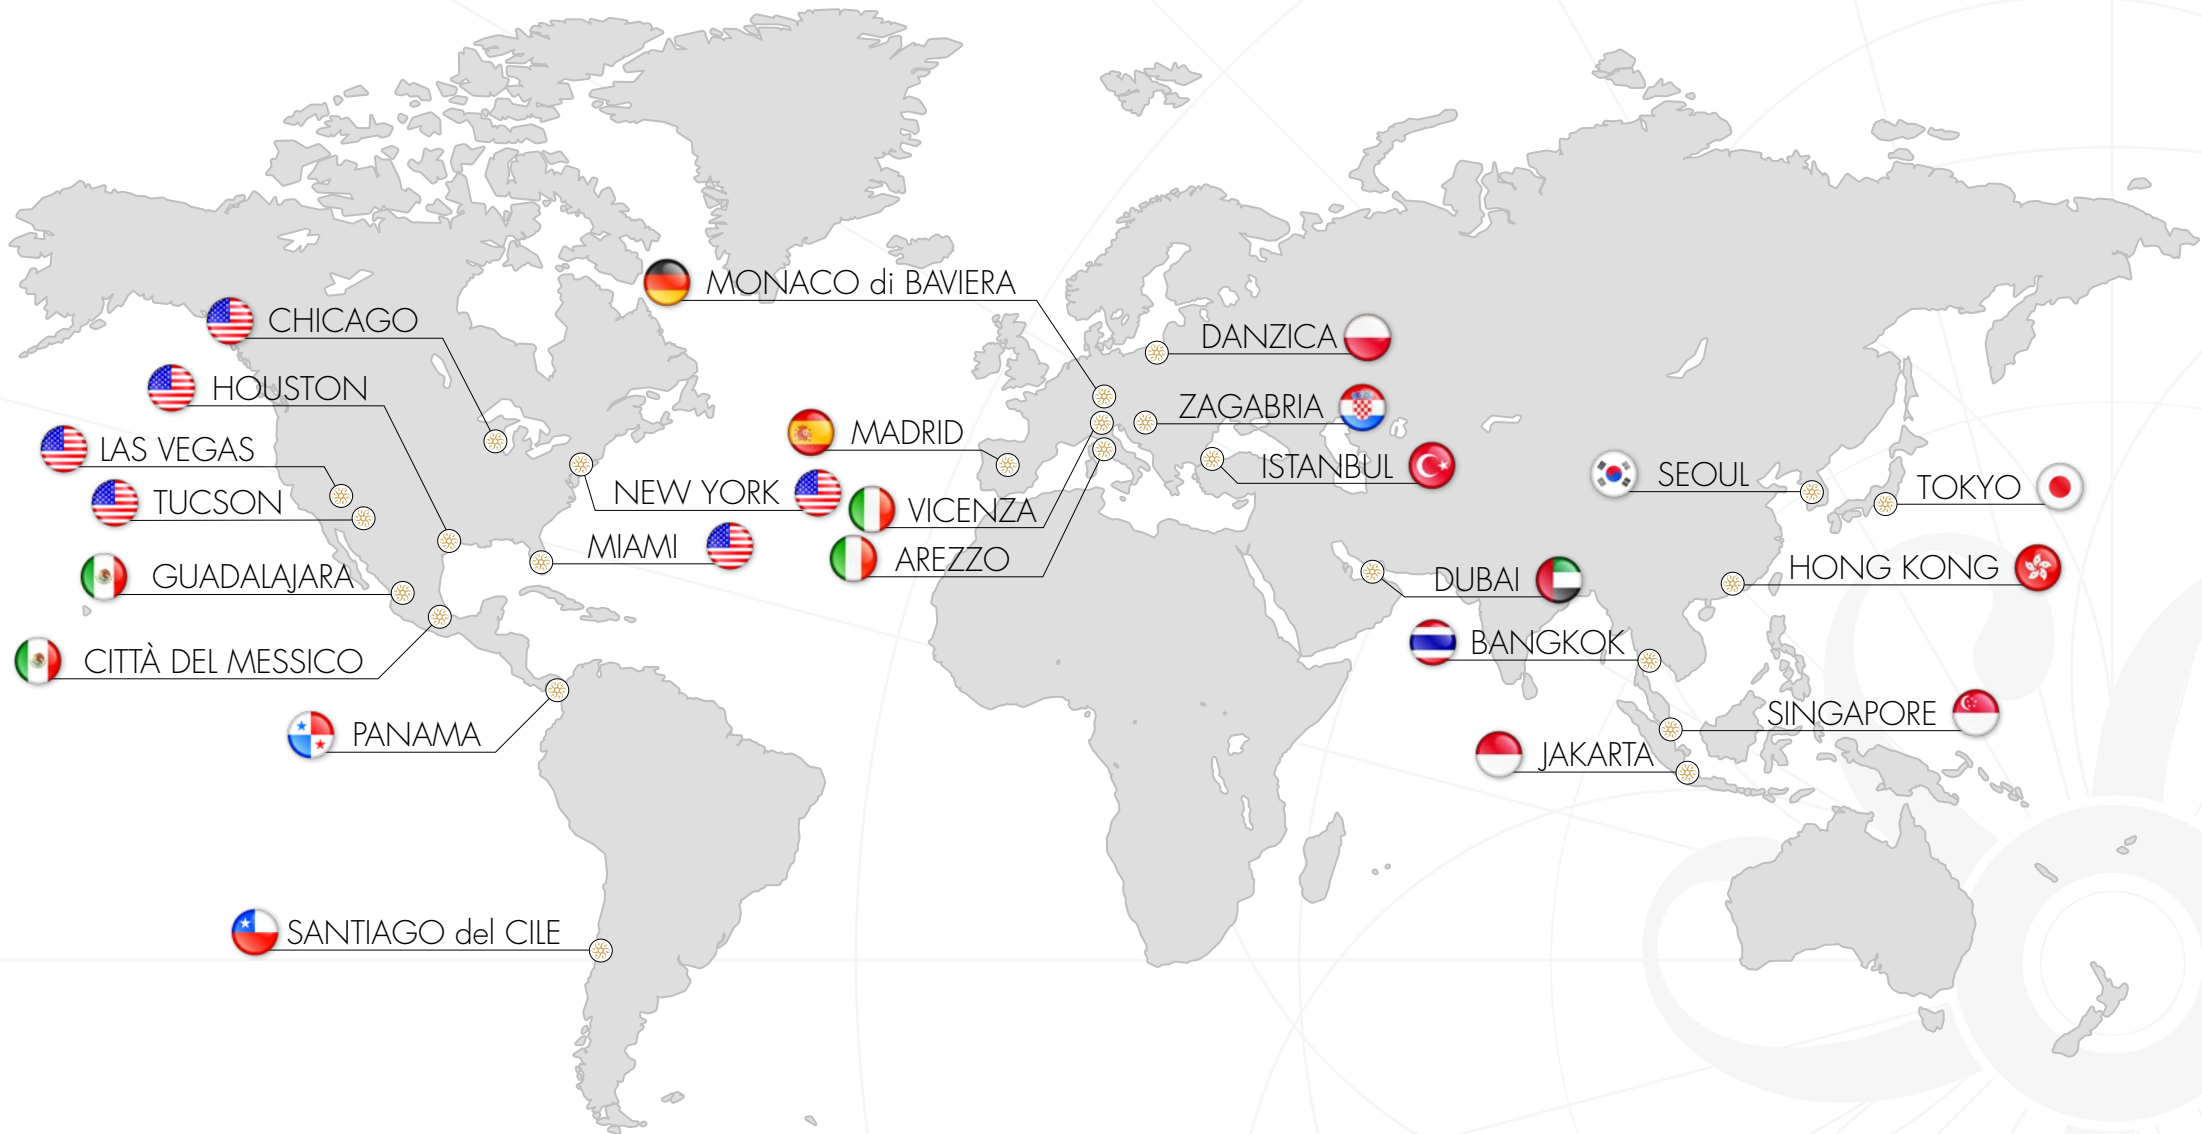 MONACO di BAVIERA
CHICAGO
DANZICA
HOUSTON
ZAGABRIA
MADRID
LAS VEGAS
ISTANBUL
SEOUL
TOKYO
NEW YORK
TUCSON
VICENZA
MIAMI
AREZZO
HONG KONG
GUADALAJARA
DUBAI
BANGKOK
CITTÀ DEL MESSICO
SINGAPORE
PANAMA
JAKARTA
SANTIAGO del CILE